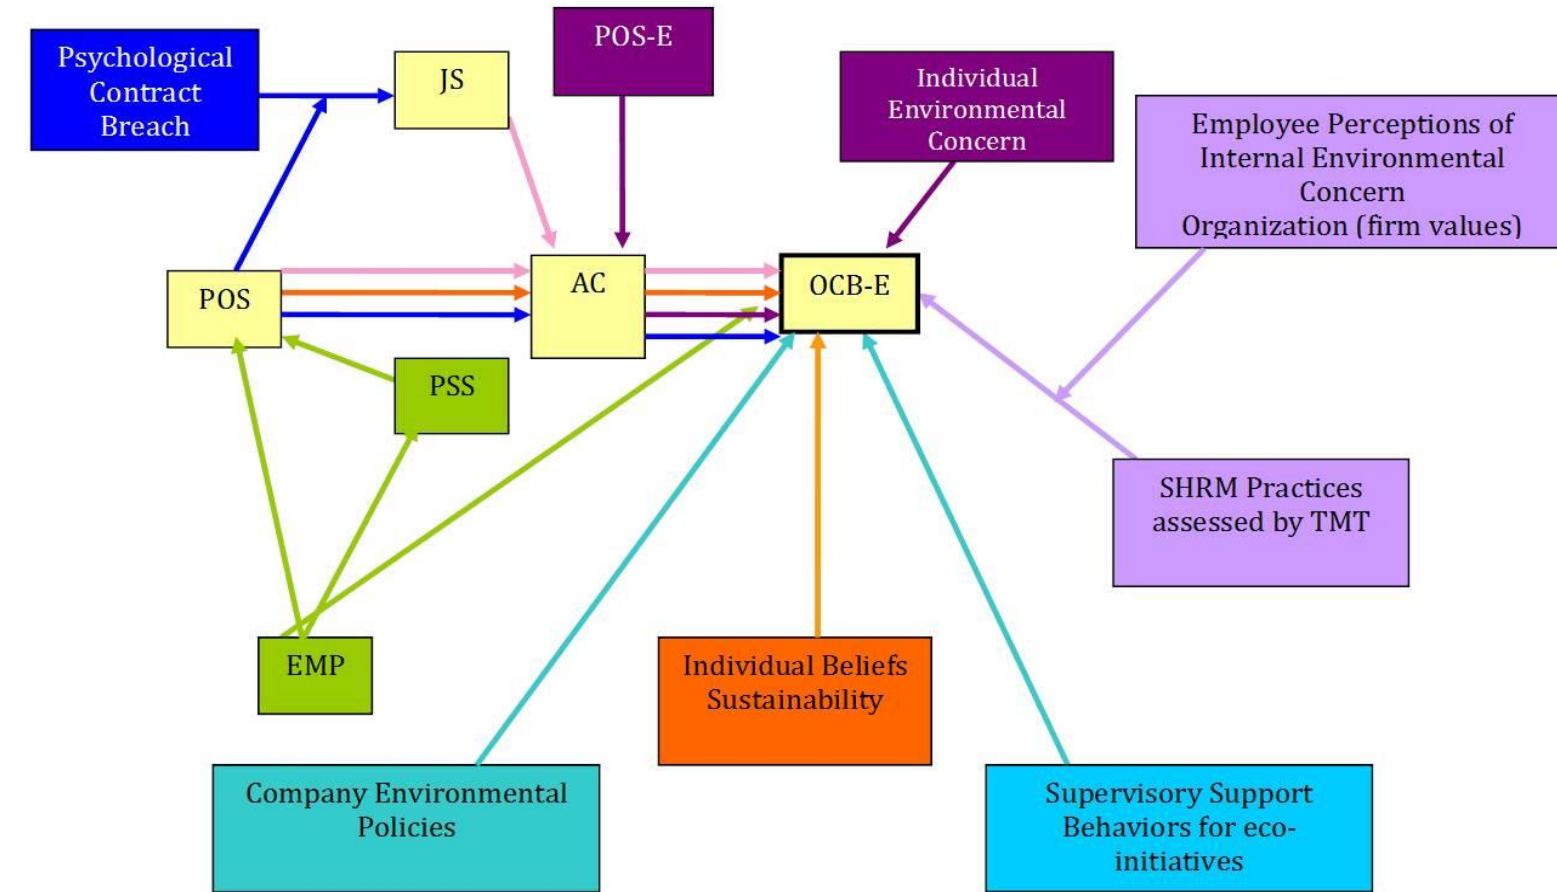 Psychological
Contract
Breach
JS
POS-E
Individual
Environmental
Concern
Employee Perceptions of
Internal Environmental
Concern
Organization (firm values)
POS
AC
OCB-E
PSS
SHRM Practices
assessed by TMT
EMP
Individual Beliefs
Sustainability
Company Environmental
Policies
Supervisory Support
Behaviors for eco-
initiatives